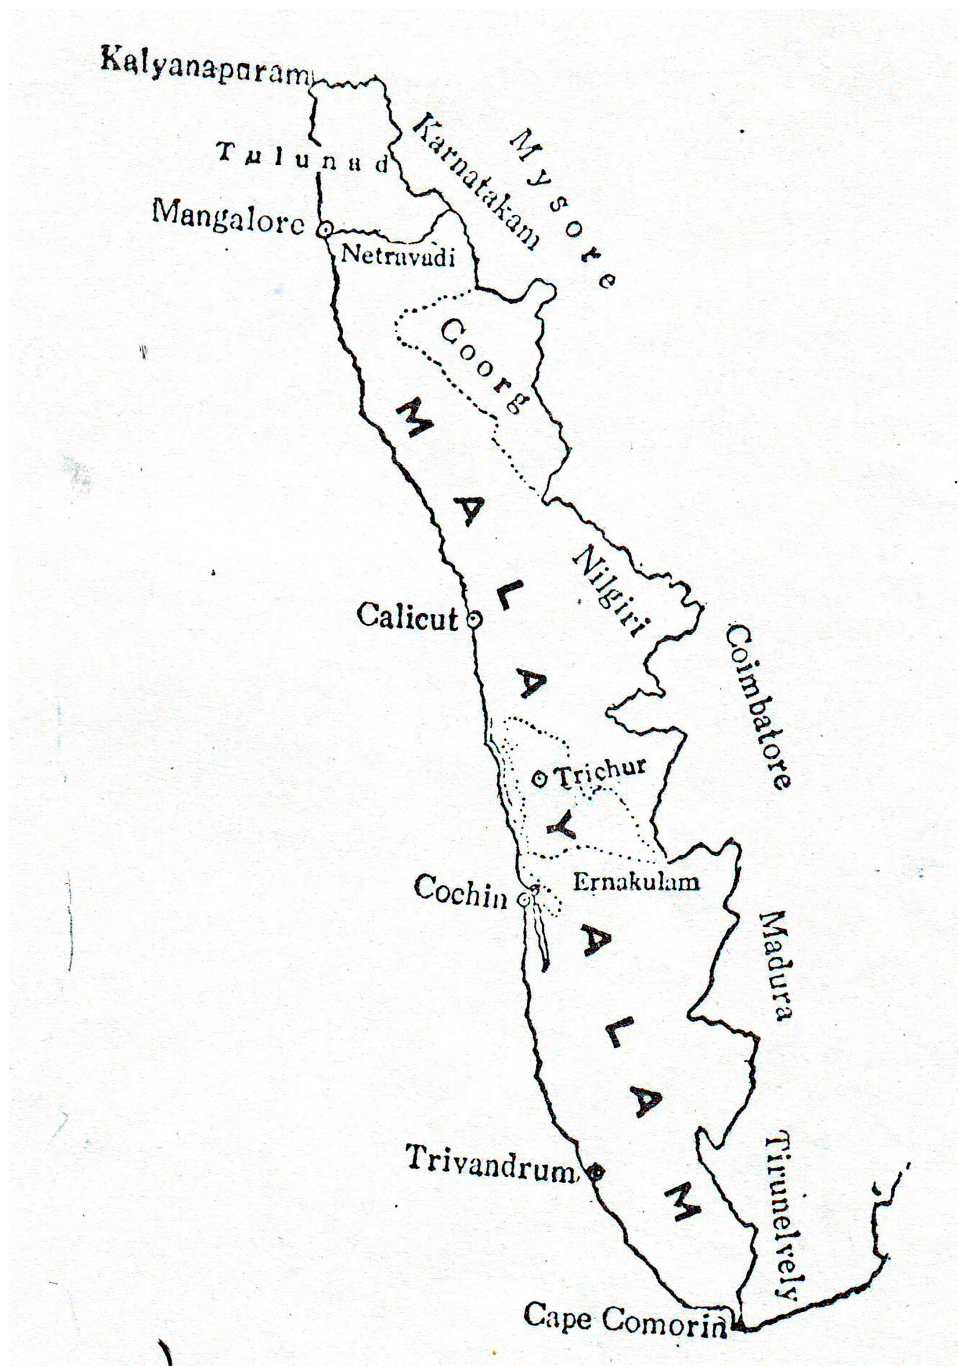 Kalyanapuram
Mysore
Karnatakam
Tulunad
Mangalore
Netravadi
Coorg
MALAYALAM
Nilgiri
Calicut
Coimbatore
Trichur
Ernakulam
Cochin
Madura
Trivandrum
Tirunelvely
Cape Comorin